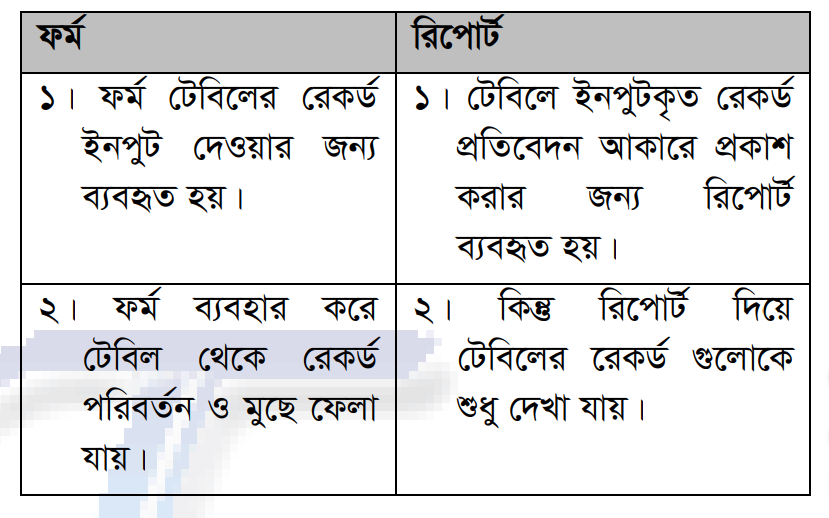 ফর্ম
রিপোর্ট
১। ফর্ম টেবিলের রেকর্ড
ইনপুট দেওয়ার জন্য
ব্যবহৃত হয়।
১। টেবিলে ইনপুটকৃত রেকর্ড
প্রতিবেদন আকারে প্রকাশ
করার জন্য রিপোর্ট
ব্যবহৃত হয়।
২। ফর্ম ব্যবহার করে
টেবিল থেকে রেকর্ড
পরিবর্তন ও মুছে ফেলা
যায়।
২। কিন্তু রিপোর্ট দিয়ে
টেবিলের রেকর্ড গুলোকে
শুধু দেখা যায়।